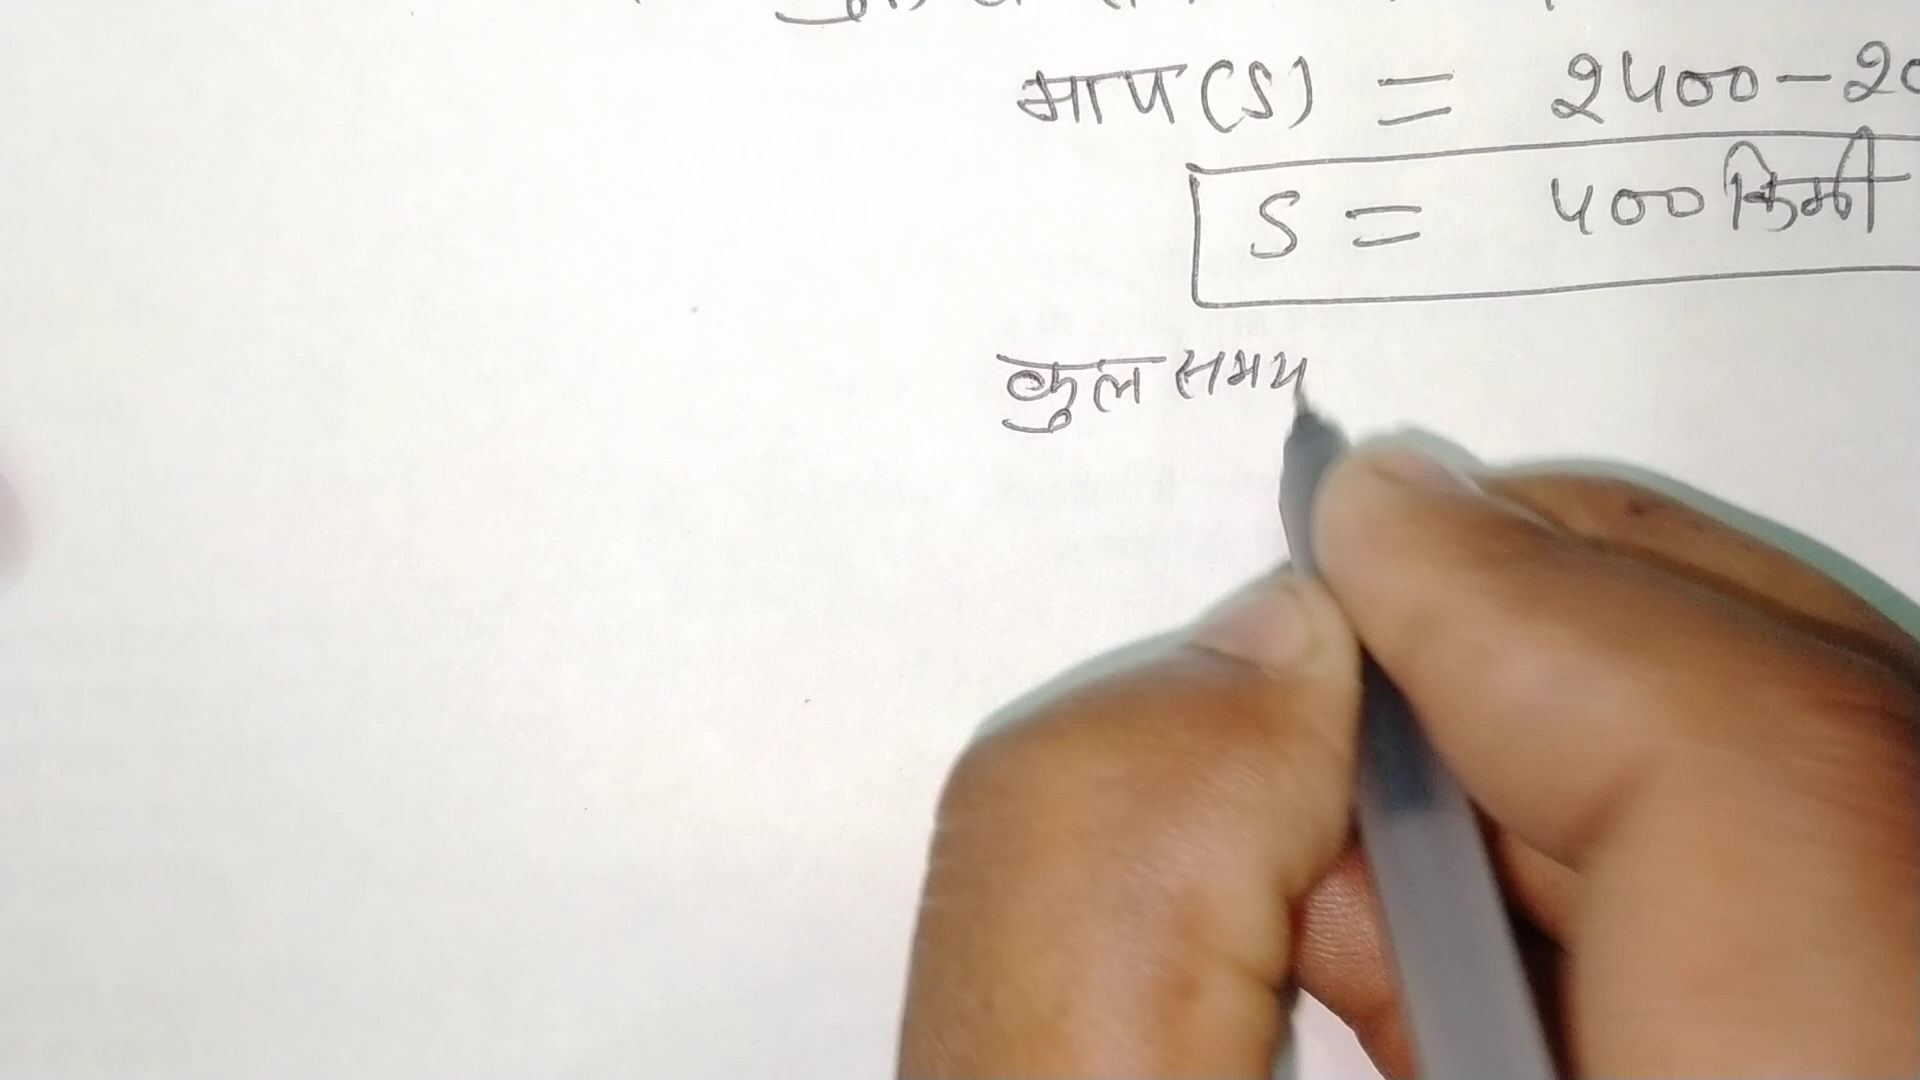 माप (S) = 2400 - 20
S = 400 किमी
कुल समय